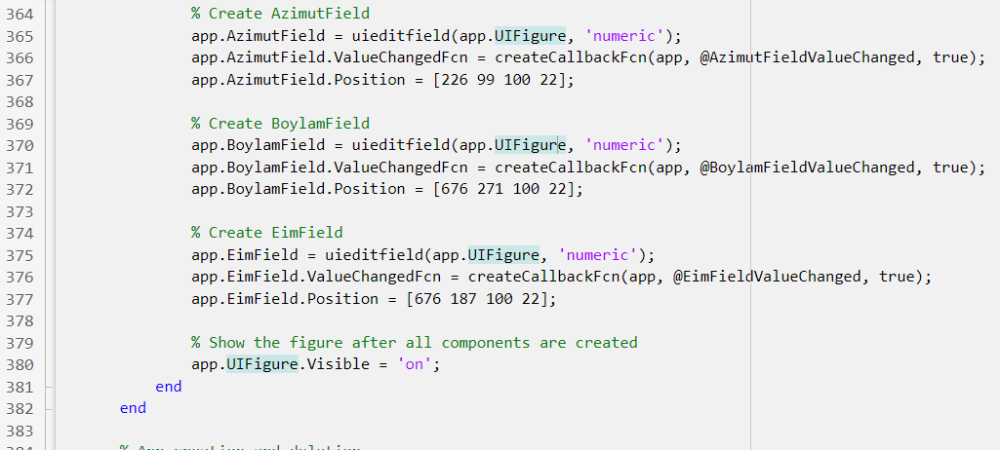 364 % Create AzimutField
365 app.AzimutField = uieditfield(app.UIFigure, 'numeric');
366 app.AzimutField.ValueChangedFcn = createCallbackFcn(app, @AzimutFieldValueChanged, true);
367 app.AzimutField.Position = [226 99 100 22];
368
369 % Create BoylamField
370 app.BoylamField = uieditfield(app.UIFigure, 'numeric');
371 app.BoylamField.ValueChangedFcn = createCallbackFcn(app, @BoylamFieldValueChanged, true);
372 app.BoylamField.Position = [676 271 100 22];
373
374 % Create EimField
375 app.EimField = uieditfield(app.UIFigure, 'numeric');
376 app.EimField.ValueChangedFcn = createCallbackFcn(app, @EimFieldValueChanged, true);
377 app.EimField.Position = [676 187 100 22];
378
379 % Show the figure after all components are created
380 app.UIFigure.Visible = 'on';
381 end
382 end
383